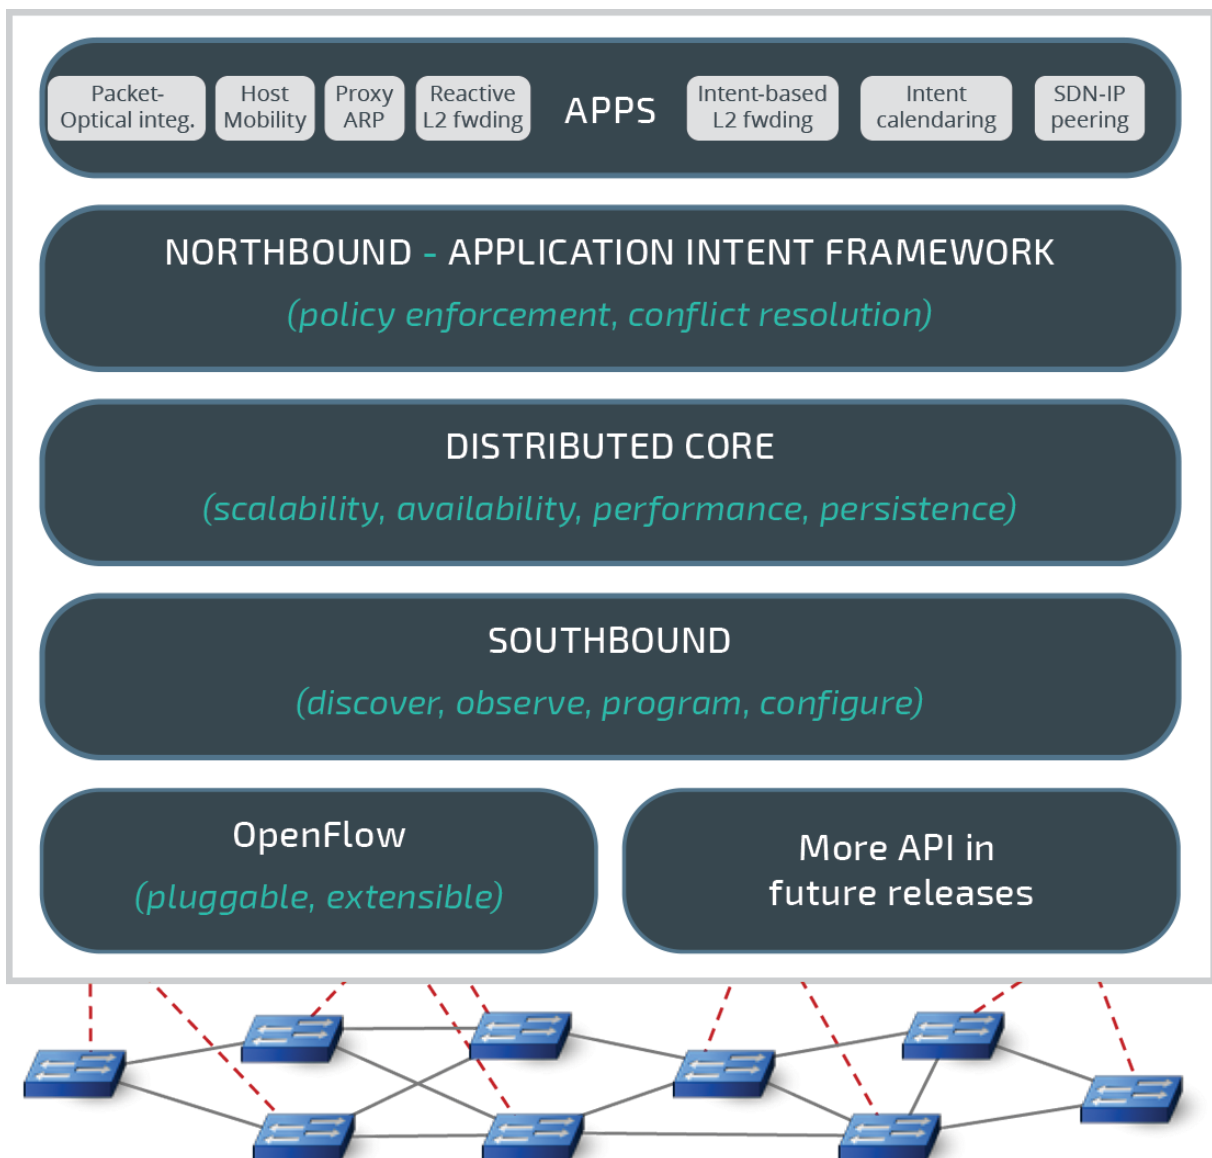 Packet-
Optical integ.
Host
Mobility
Proxy
ARP
Reactive
L2 fwding
APPS
Intent-based
L2 fwding
Intent
calendaring
SDN-IP
peering
NORTHBOUND - APPLICATION INTENT FRAMEWORK
(policy enforcement, conflict resolution)
DISTRIBUTED CORE
(scalability, availability, performance, persistence)
SOUTHBOUND
(discover, observe, program, configure)
OpenFlow
(pluggable, extensible)
More API in
future releases